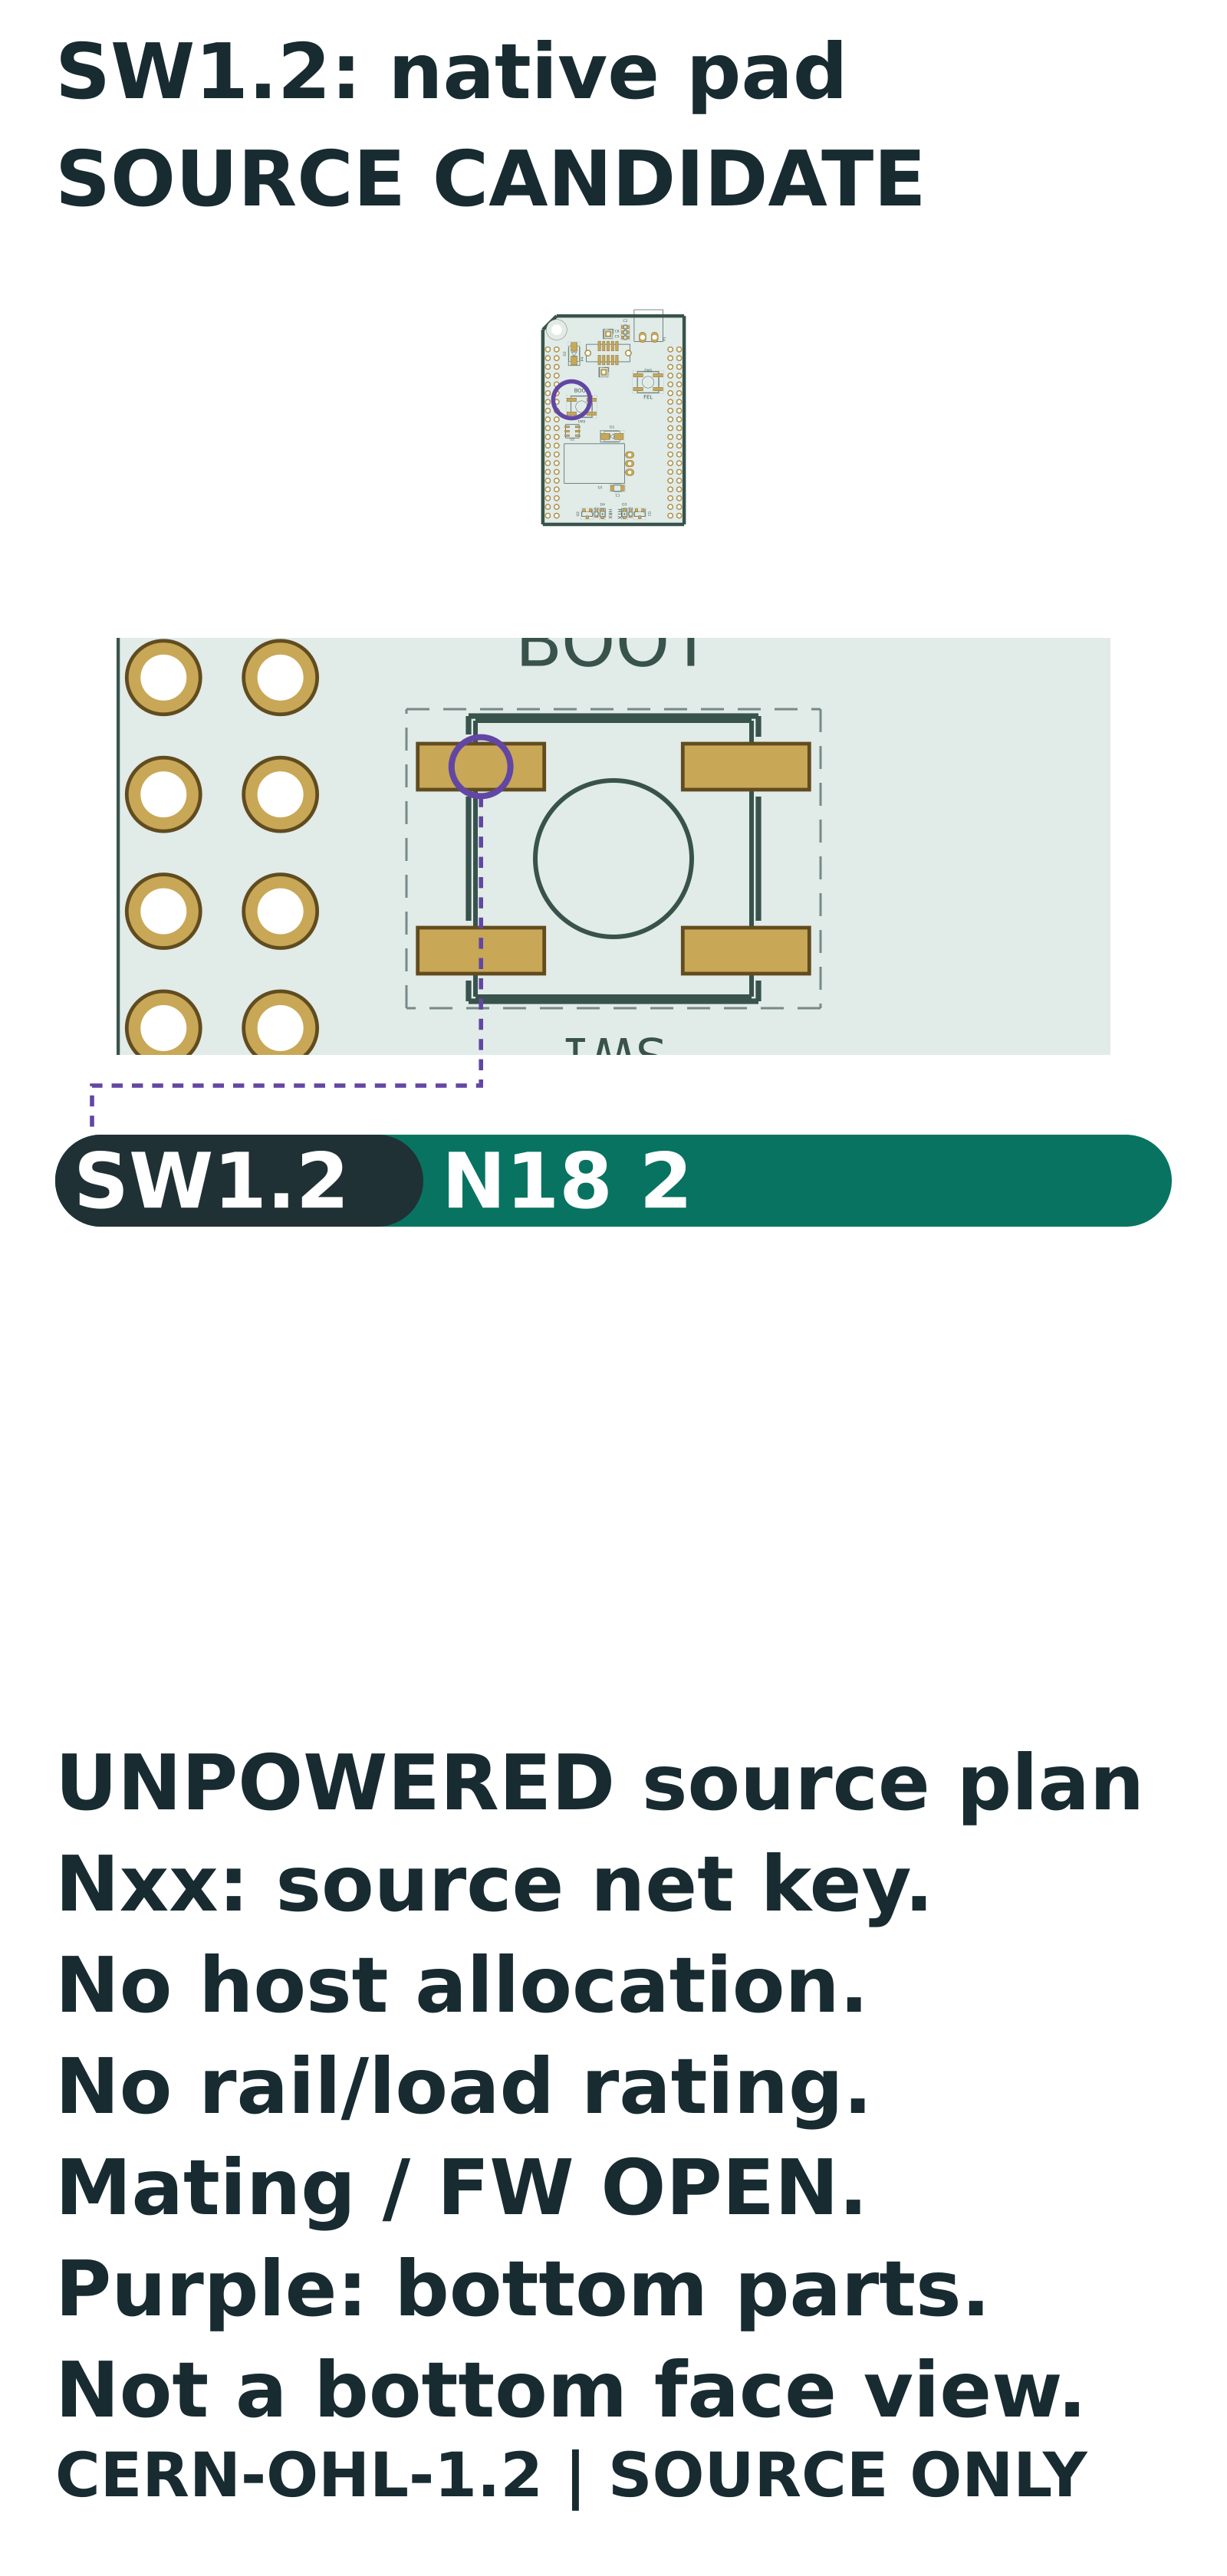 SW1.2: native pad
SOURCE CANDIDATE
BOOT
FEL
BOOT
SW1.2
N18 2
UNPOWERED source plan
Nxx: source net key.
No host allocation.
No rail/load rating.
Mating / FW OPEN.
Purple: bottom parts.
Not a bottom face view.
CERN-OHL-1.2 | SOURCE ONLY